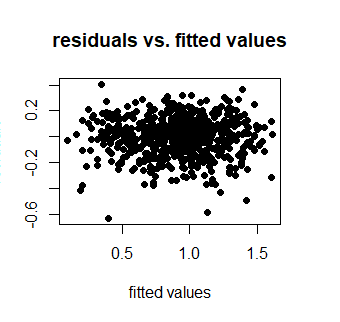 residuals vs. fitted values
0.2
-0.2
-0.6
0.5 1.0 1.5
fitted values